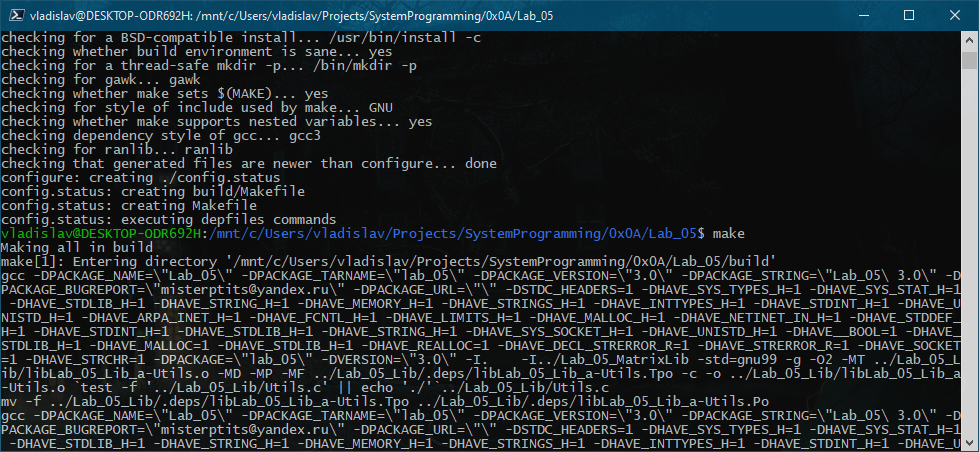 vladislav@DESKTOP-ODR692H: /mnt/c/Users/vladislav/Projects/SystemProgramming/0x0A/Lab_05
checking for a BSD-compatible install... /usr/bin/install -c
checking whether build environment is sane... yes
checking for a thread-safe mkdir -p... /bin/mkdir -p
checking for gawk... gawk
checking whether make sets $(MAKE)... yes
checking for style of include used by make... GNU
checking whether make supports nested variables... yes
checking dependency style of gcc... gcc3
checking for ranlib... ranlib
checking that generated files are newer than configure... done
configure: creating ./config.status
config.status: creating build/Makefile
config.status: creating Makefile
config.status: executing depfiles commands
vladislav@DESKTOP-ODR692H:/mnt/c/Users/vladislav/Projects/SystemProgramming/0x0A/Lab_05$ make
Making all in build
make[1]: Entering directory '/mnt/c/Users/vladislav/Projects/SystemProgramming/0x0A/Lab_05/build'
gcc -DPACKAGE_NAME=\"Lab_05\" -DPACKAGE_TARNAME=\"lab_05\" -DPACKAGE_VERSION=\"3.0\" -DPACKAGE_STRING=\"Lab_05\ 3.0\" -D
PACKAGE_BUGREPORT=\"misterptits@yandex.ru\" -DPACKAGE_URL=\"\" -DSTDC_HEADERS=1 -DHAVE_SYS_TYPES_H=1 -DHAVE_SYS_STAT_H=1
 -DHAVE_STDLIB_H=1 -DHAVE_STRING_H=1 -DHAVE_MEMORY_H=1 -DHAVE_STRINGS_H=1 -DHAVE_INTTYPES_H=1 -DHAVE_STDINT_H=1 -DHAVE_U
NISTD_H=1 -DHAVE_ARPA_INET_H=1 -DHAVE_FCNTL_H=1 -DHAVE_LIMITS_H=1 -DHAVE_MALLOC_H=1 -DHAVE_NETINET_IN_H=1 -DHAVE_STDDEF_
H=1 -DHAVE_STDINT_H=1 -DHAVE_STDLIB_H=1 -DHAVE_STRING_H=1 -DHAVE_SYS_SOCKET_H=1 -DHAVE_UNISTD_H=1 -DHAVE__BOOL=1 -DHAVE_
STDLIB_H=1 -DHAVE_MALLOC=1 -DHAVE_STDLIB_H=1 -DHAVE_REALLOC=1 -DHAVE_DECL_STRERROR_R=1 -DHAVE_STRERROR_R=1 -DHAVE_SOCKET
=1 -DHAVE_STRCHR=1 -DPACKAGE=\"lab_05\" -DVERSION=\"3.0\" -I.    -I../Lab_05_MatrixLib -std=gnu99 -g -O2 -MT ../Lab_05_L
ib/libLab_05_Lib_a-Utils.o -MD -MP -MF ../Lab_05_Lib/.deps/libLab_05_Lib_a-Utils.Tpo -c -o ../Lab_05_Lib/libLab_05_Lib_a
-Utils.o `test -f '../Lab_05_Lib/Utils.c' || echo './'`../Lab_05_Lib/Utils.c
mv -f ../Lab_05_Lib/.deps/libLab_05_Lib_a-Utils.Tpo ../Lab_05_Lib/.deps/libLab_05_Lib_a-Utils.Po
gcc -DPACKAGE_NAME=\"Lab_05\" -DPACKAGE_TARNAME=\"lab_05\" -DPACKAGE_VERSION=\"3.0\" -DPACKAGE_STRING=\"Lab_05\ 3.0\" -D
PACKAGE_BUGREPORT=\"misterptits@yandex.ru\" -DPACKAGE_URL=\"\" -DSTDC_HEADERS=1 -DHAVE_SYS_TYPES_H=1 -DHAVE_SYS_STAT_H=1
 -DHAVE_STDLIB_H=1 -DHAVE_STRING_H=1 -DHAVE_MEMORY_H=1 -DHAVE_STRINGS_H=1 -DHAVE_INTTYPES_H=1 -DHAVE_STDINT_H=1 -DHAVE_U